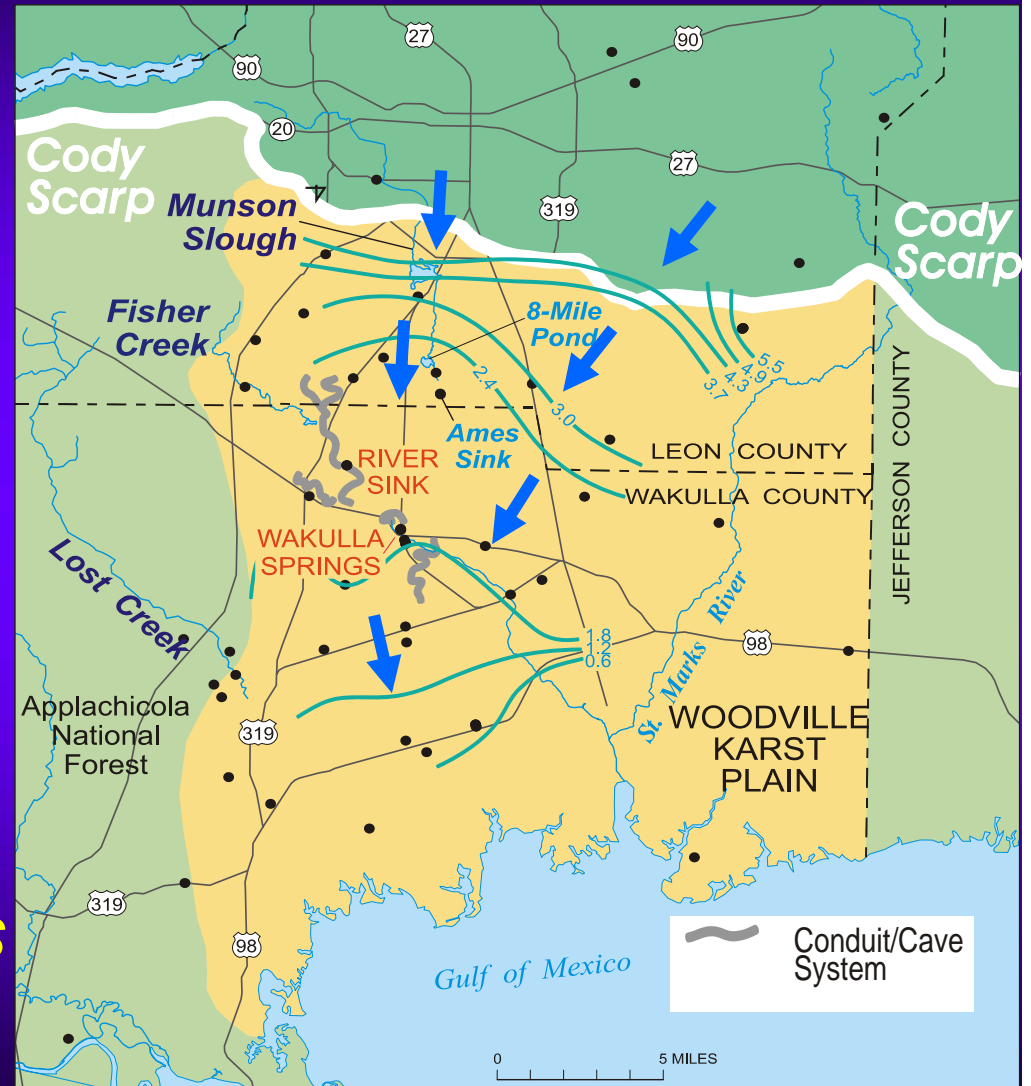 27
90
90
20
27
319
Cody
Scarp
Munson
Slough
Cody
Scarp
Fisher
Creek
8-Mile
Pond
5.5
4.9
4.3
3.7
2.4
3.0
Ames
Sink
LEON COUNTY
WAKULLA COUNTY
JEFFERSON COUNTY
RIVER
SINK
WAKULLA
SPRINGS
Lost Creek
1.8
1.2
0.6
98
St. Marks River
Applachicola
National
Forest
319
WOODVILLE
KARST
PLAIN
319
98
S
Gulf of Mexico
Conduit/Cave
System
0 5 MILES